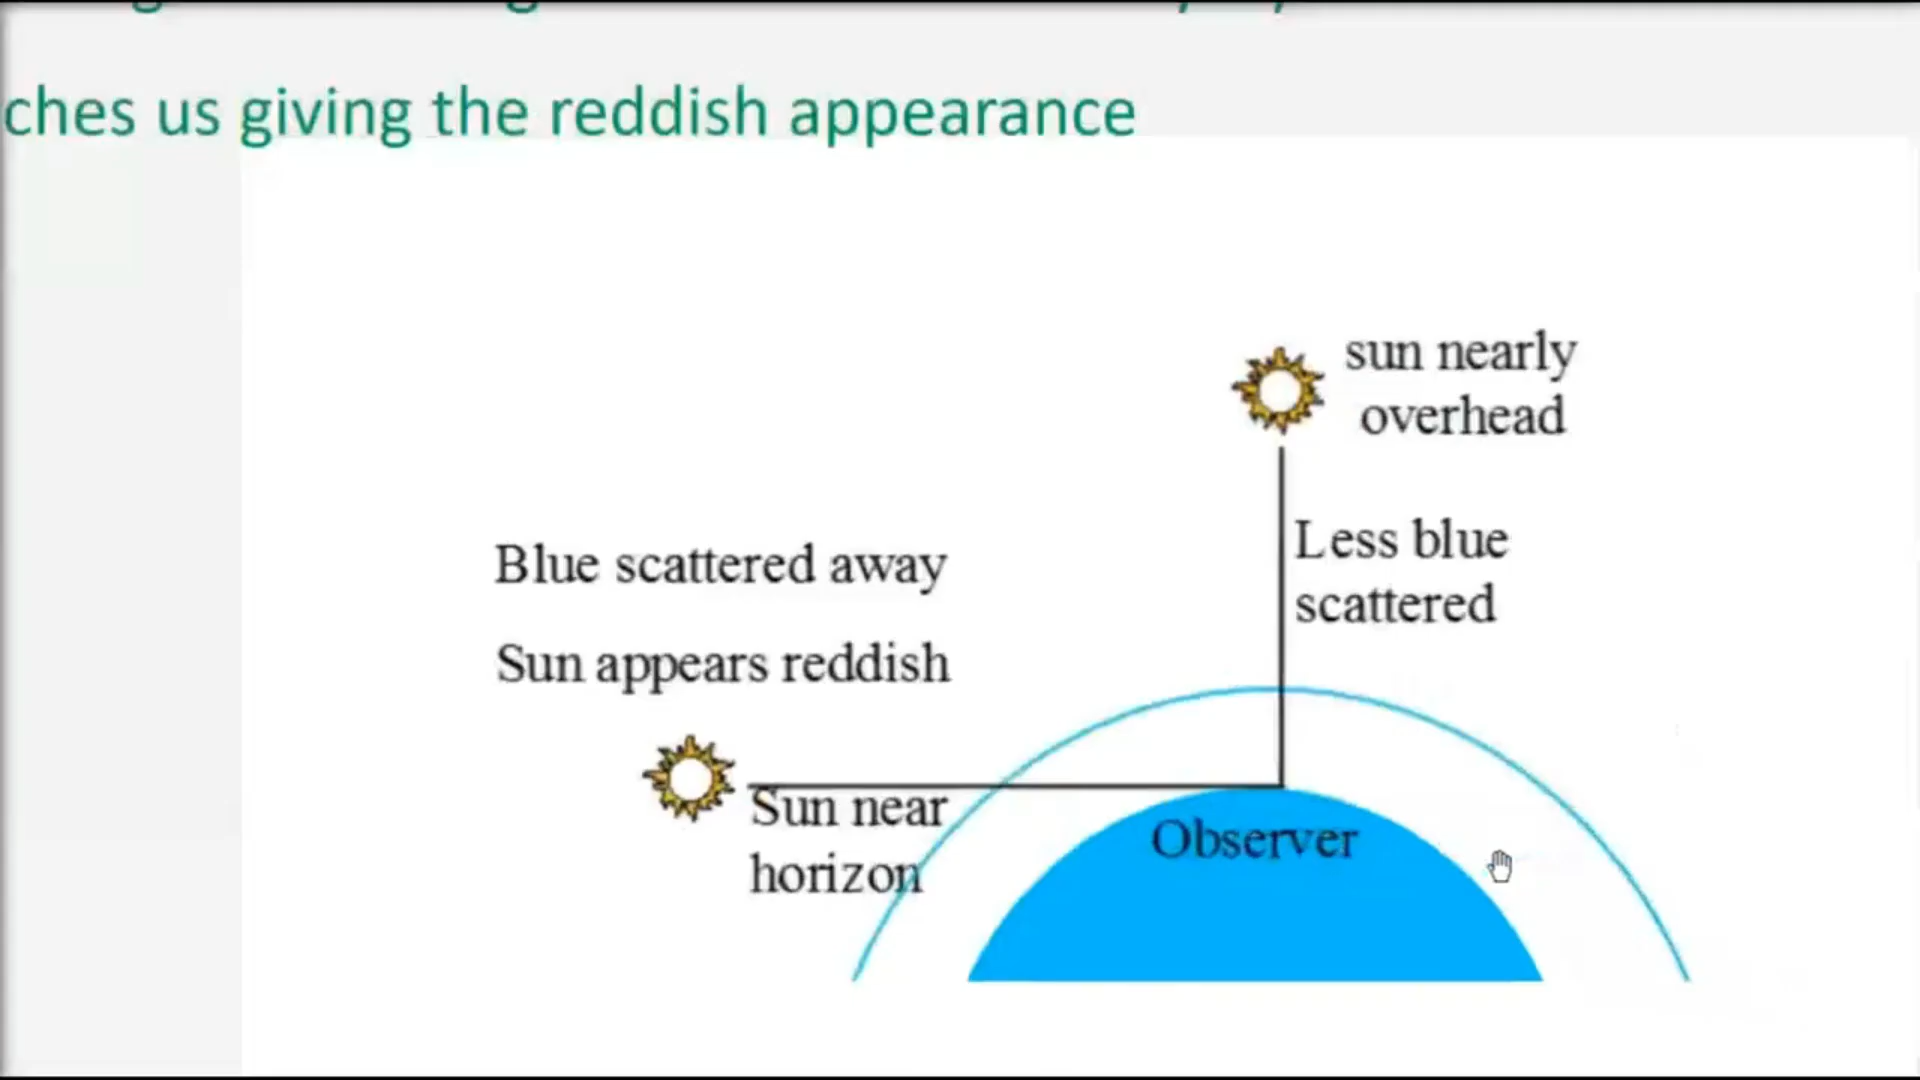 ches us giving the reddish appearance
sun nearly
overhead
Less blue
scattered
Blue scattered away
Sun appears reddish
Sun near
horizon
Observer